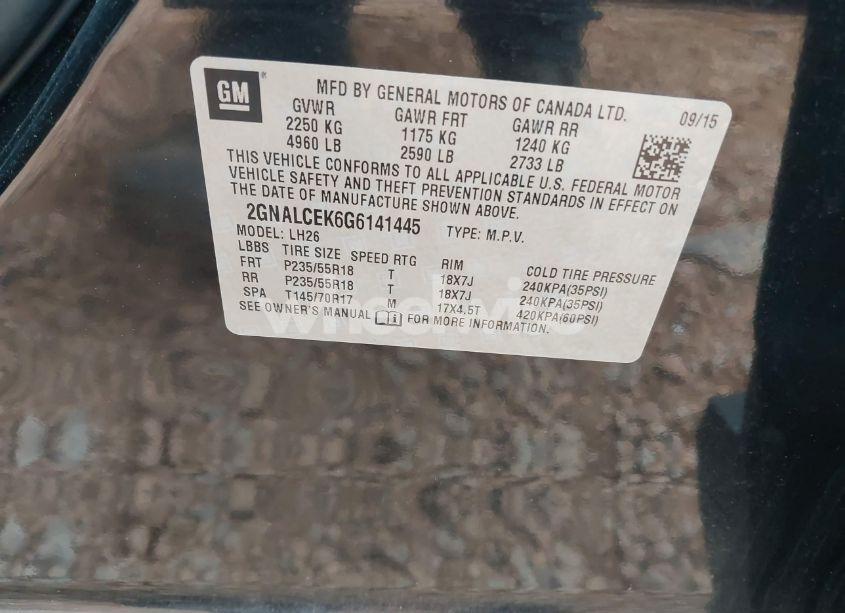 GM ® MFD BY GENERAL MOTORS OF CANADA LTD. 09/15
GVWR GAWR FRT GAWR RR
2250 KG 1175 KG 1240 KG
4960 LB 2590 LB 2733 LB
THIS VEHICLE CONFORMS TO ALL APPLICABLE U.S. FEDERAL MOTOR
VEHICLE SAFETY AND THEFT PREVENTION STANDARDS IN EFFECT ON
THE DATE OF MANUFACTURE SHOWN ABOVE.
2GNALCEK6G6141445 TYPE: M.P.V.
MODEL: LH26
LBBS TIRE SIZE SPEED RTG RIM COLD TIRE PRESSURE
FRT P235/55R18 T 18X7J 240KPA(35PSI)
RR P235/55R18 T 18X7J 240KPA(35PSI)
SPA T145/70R17 M 17X4.5T 420KPA(60PSI)
SEE OWNER'S MANUAL FOR MORE INFORMATION.